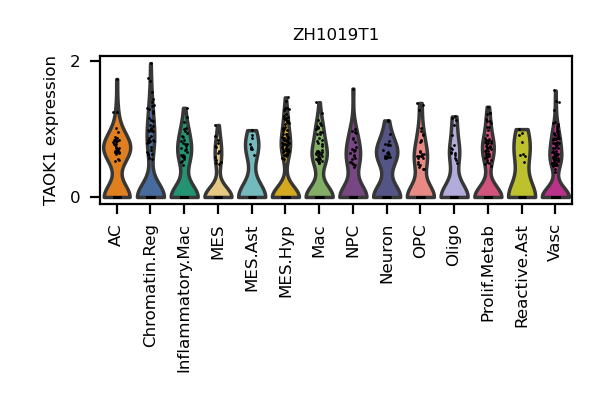 ZH1019T1
TAOK1 expression
2
0
AC
Chromatin.Reg
Inflammatory.Mac
MES
MES.Ast
MES.Hyp
Mac
NPC
Neuron
OPC
Oligo
Prolif.Metab
Reactive.Ast
Vasc